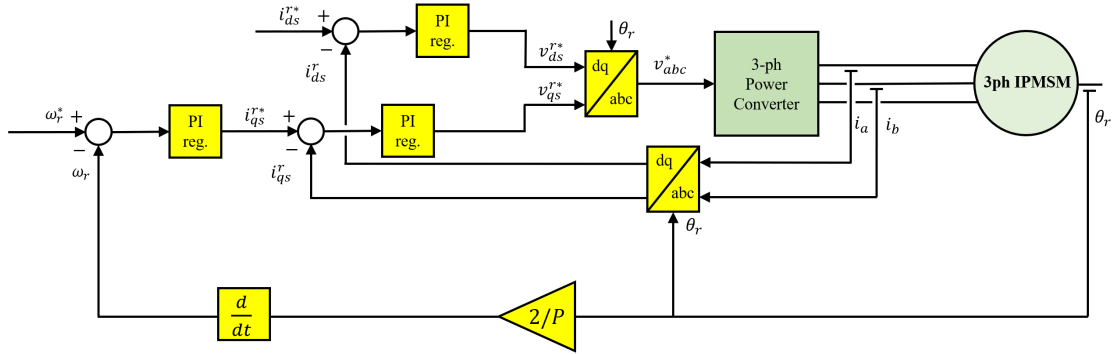 i_{ds}^{r*}
+
−
PI
reg.
i_{ds}^{r}
v_{ds}^{r*}
θ_r
dq
abc
v_{qs}^{r*}
v_{abc}^{*}
3-ph
Power
Converter
3ph IPMSM
θ_r
ω_r^*
+
−
ω_r
PI
reg.
i_{qs}^{r*}
+
−
i_{qs}^{r}
PI
reg.
dq
abc
i_a
i_b
θ_r
d/dt
2/P